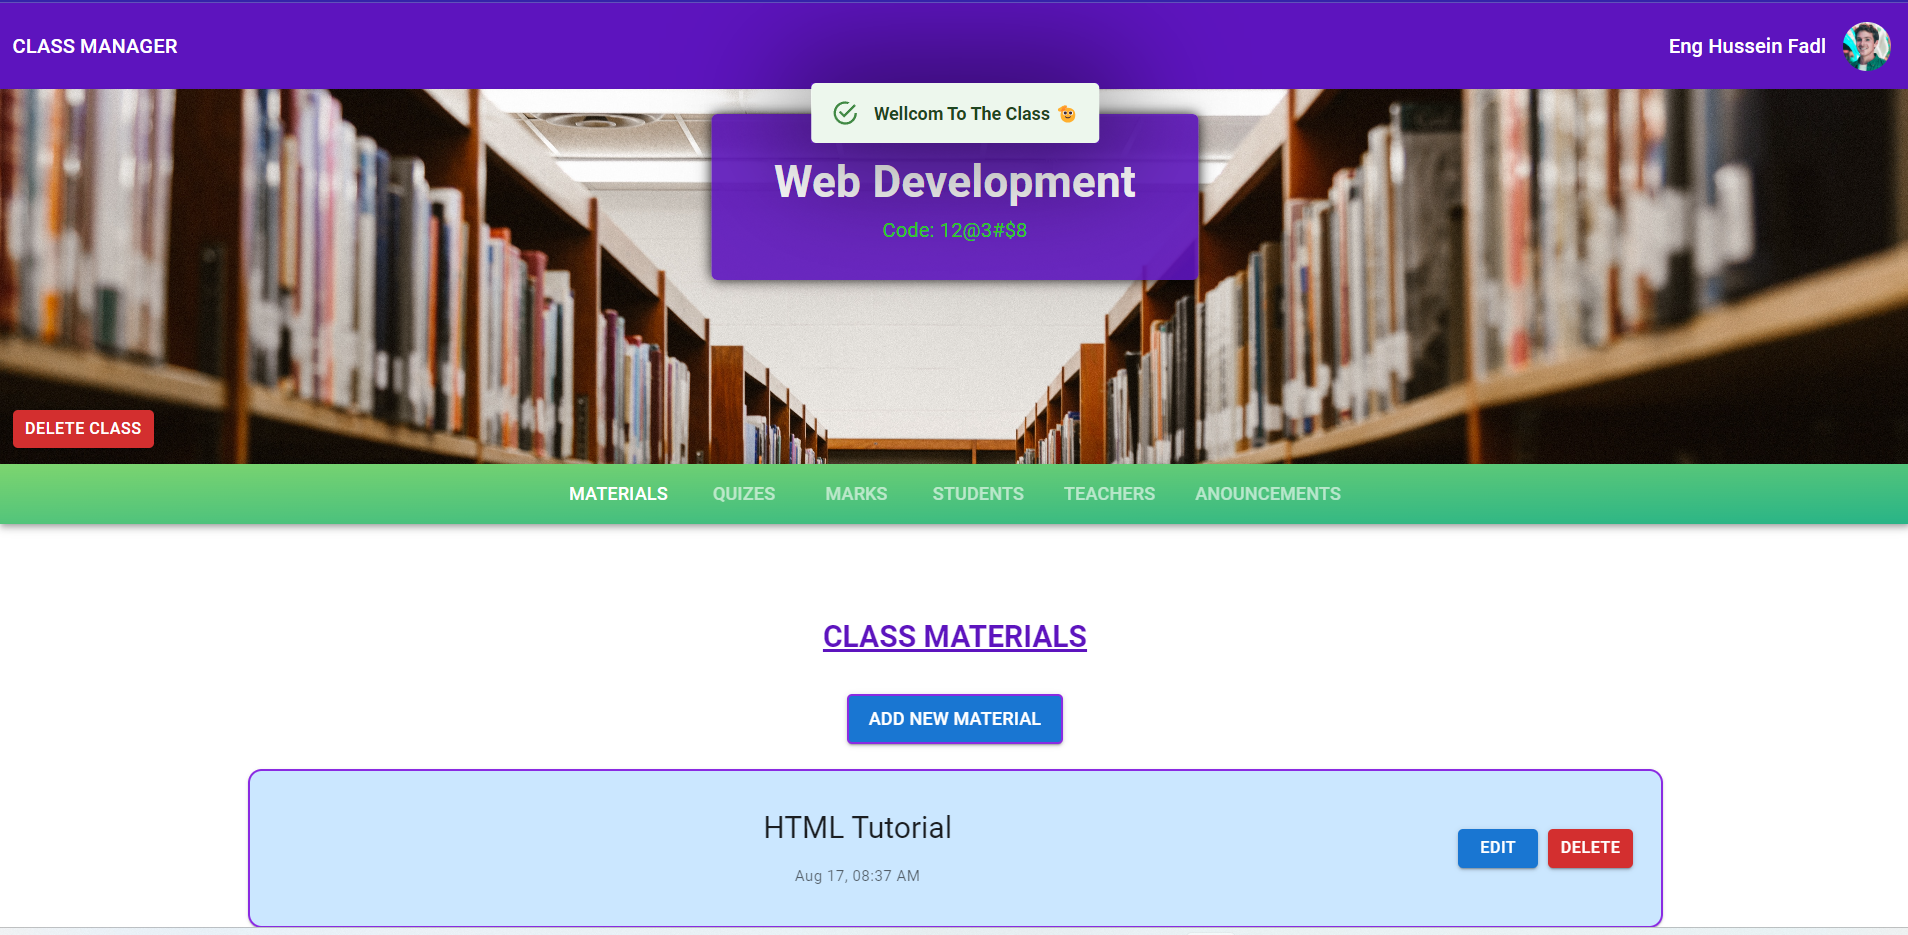 CLASS MANAGER
Eng Hussein Fadl
Wellcom To The Class 🫡
Web Development
Code: 12@3#$8
DELETE CLASS
MATERIALS QUIZES MARKS STUDENTS TEACHERS ANOUNCEMENTS
CLASS MATERIALS
ADD NEW MATERIAL
HTML Tutorial
EDIT DELETE
Aug 17, 08:37 AM